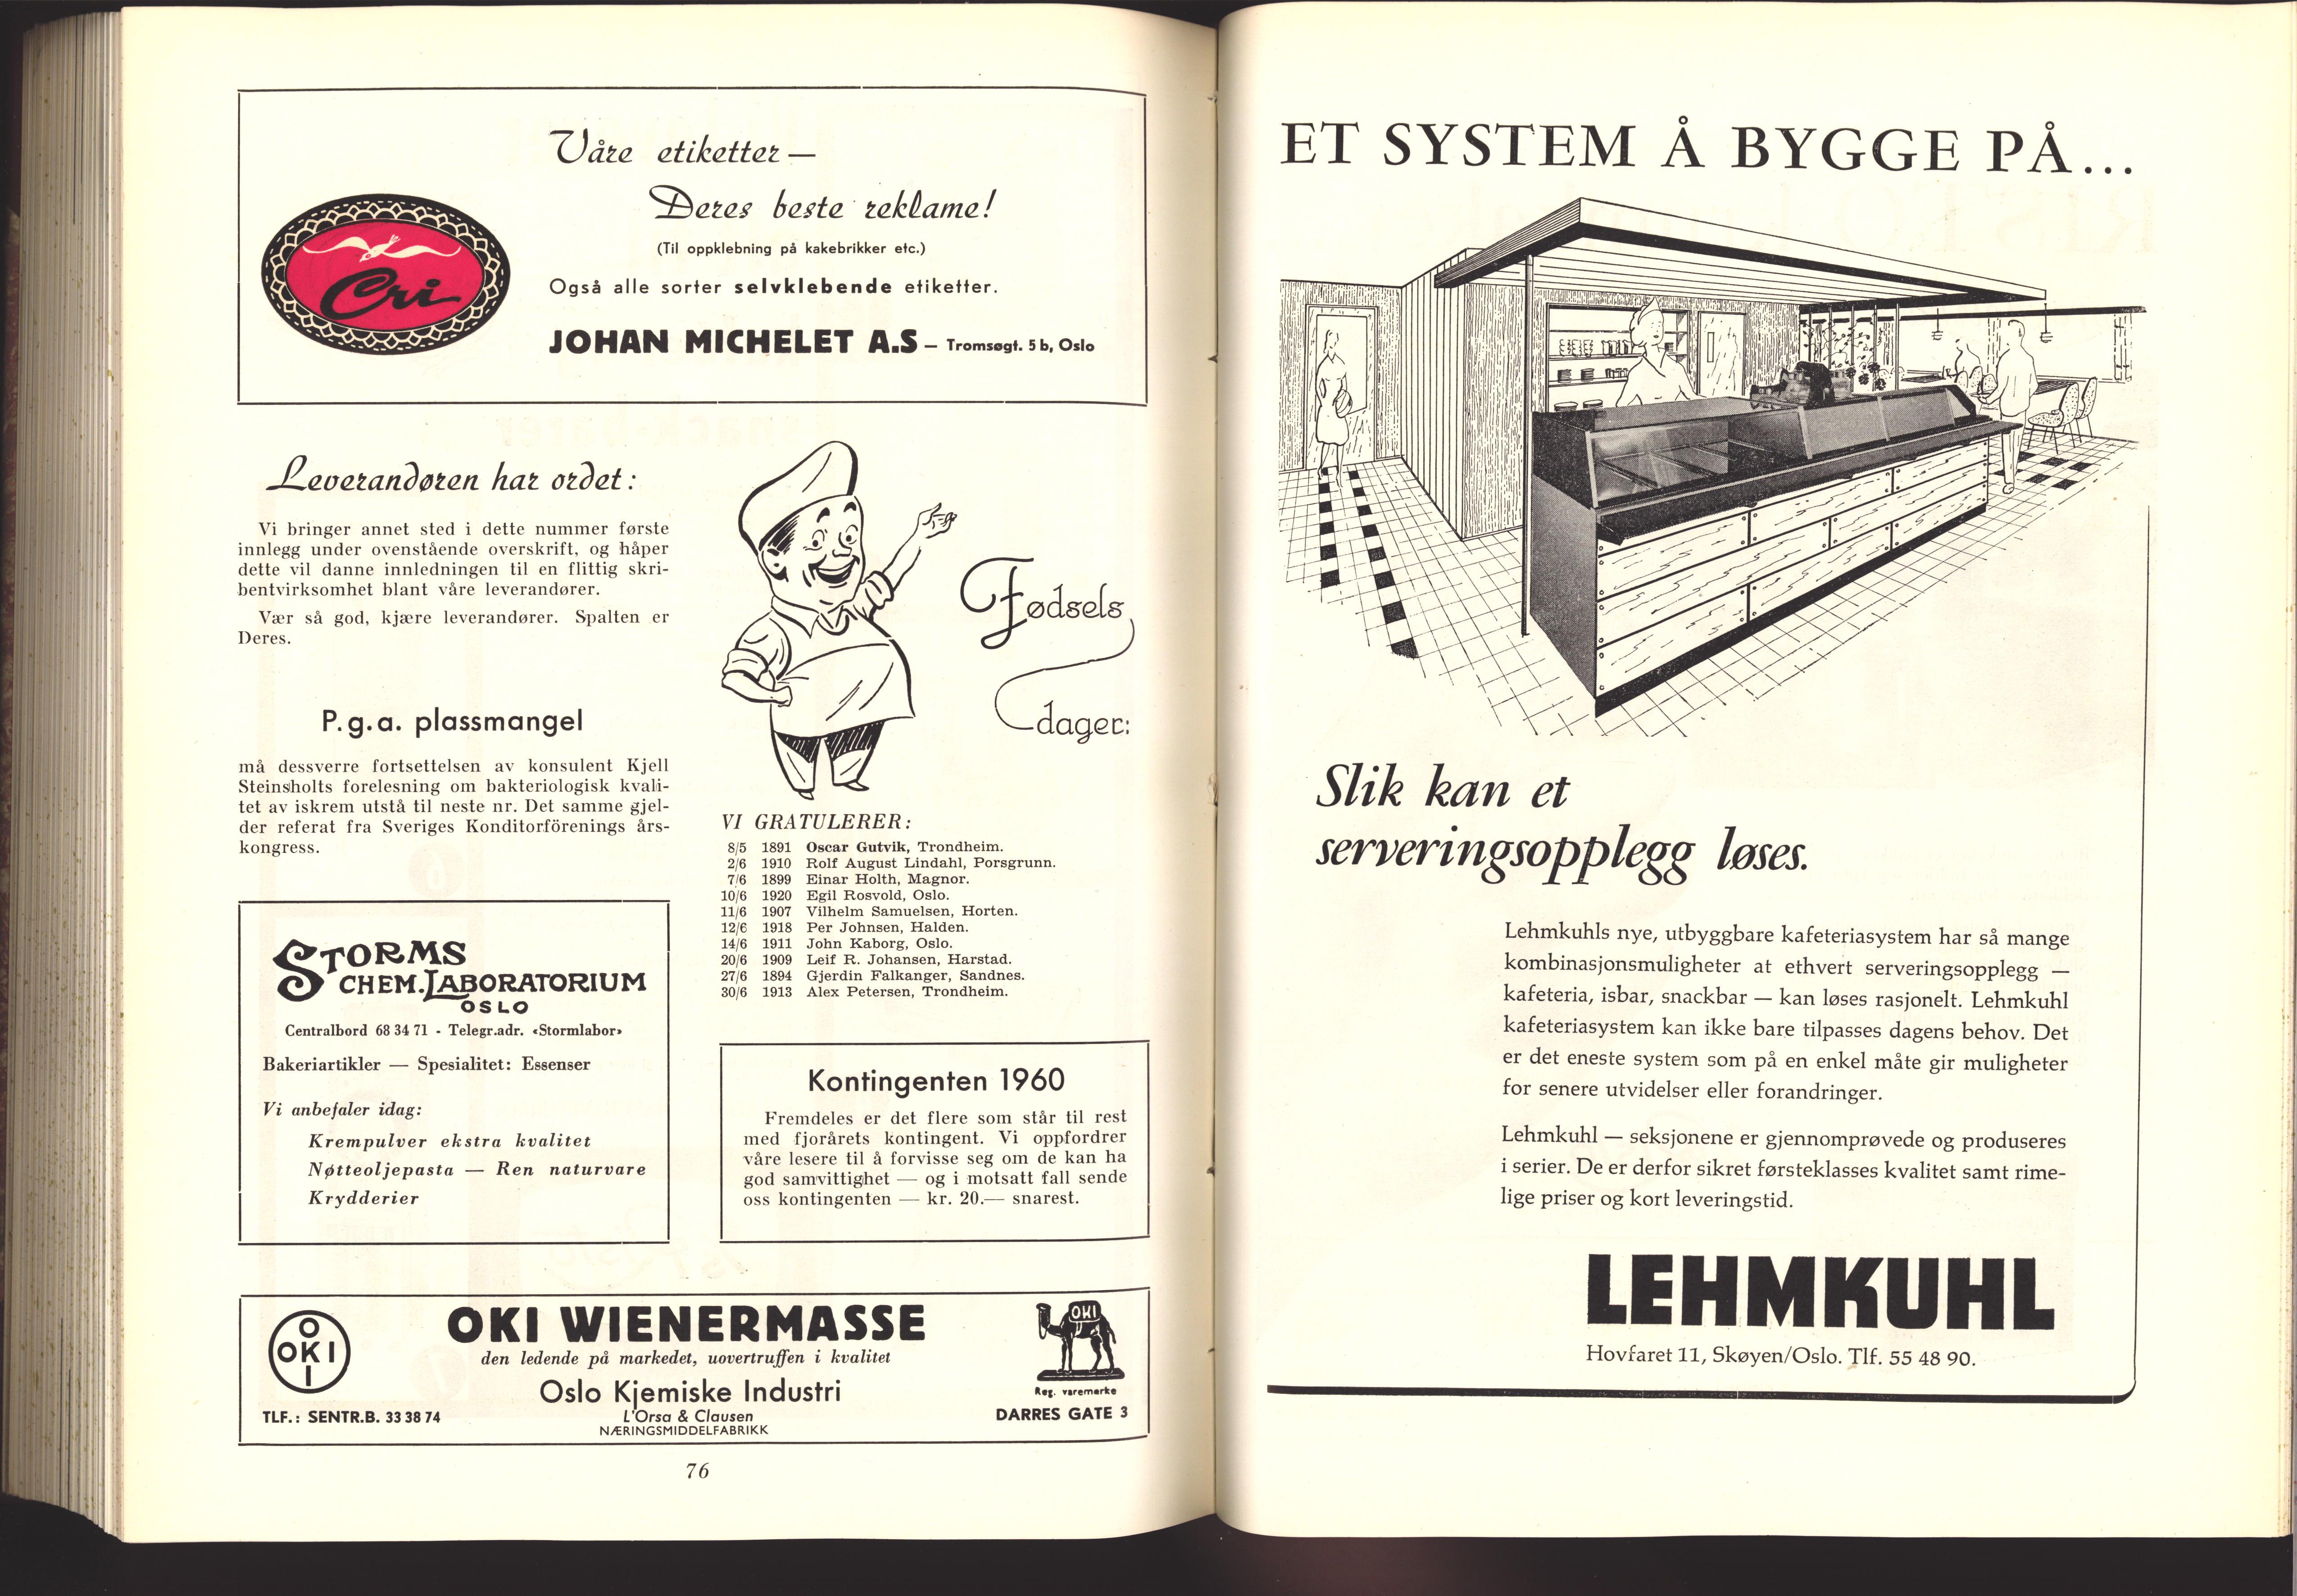 Våre etiketter —
Deres beste reklame!
(Til oppklebning på kakebrikker etc.)
Også alle sorter selvklebende etiketter.
JOHAN MICHELET A.S — Tromsøgt. 5 b, Oslo
Cri
Leverandøren har ordet:
Vi bringer annet sted i dette nummer første
innlegg under ovenstående overskrift, og håper
dette vil danne innledningen til en flittig skri-
bentvirksomhet blant våre leverandører.
Vær så god, kjære leverandører. Spalten er
Deres.
P.g.a. plassmangel
må dessverre fortsettelsen av konsulent Kjell
Steinsholts forelesning om bakteriologisk kvali-
tet av iskrem utstå til neste nr. Det samme gjel-
der referat fra Sveriges Konditorförenings års-
kongress.
STORMS
CHEM. LABORATORIUM
OSLO
Centralbord 68 34 71 - Telegr.adr. «Stormlabor»
Bakeriartikler — Spesialitet: Essenser
Vi anbefaler idag:
Krempulver ekstra kvalitet
Nøtteoljepasta — Ren naturvare
Krydderier
Fødsels
dager:
VI GRATULERER:
8/5 1891 Oscar Gutvik, Trondheim.
2/6 1910 Rolf August Lindahl, Porsgrunn.
7/6 1899 Einar Holth, Magnor.
10/6 1920 Egil Rosvold, Oslo.
11/6 1907 Vilhelm Samuelsen, Horten.
12/6 1918 Per Johnsen, Halden.
14/6 1911 John Kaborg, Oslo.
20/6 1909 Leif R. Johansen, Harstad.
27/6 1894 Gjerdin Falkanger, Sandnes.
30/6 1913 Alex Petersen, Trondheim.
Kontingenten 1960
Fremdeles er det flere som står til rest
med fjorårets kontingent. Vi oppfordrer
våre lesere til å forvisse seg om de kan ha
god samvittighet — og i motsatt fall sende
oss kontingenten — kr. 20.— snarest.
O
OKI
I
OKI WIENERMASSE
den ledende på markedet, uovertruffen i kvalitet
Oslo Kjemiske Industri
L'Orsa & Clausen
NÆRINGSMIDDELFABRIKK
TLF.: SENTR.B. 33 38 74
OKI
Reg. varemerke
DARRES GATE 3
76
ET SYSTEM Å BYGGE PÅ...
Slik kan et
serveringsopplegg løses.
Lehmkuhls nye, utbyggbare kafeteriasystem har så mange
kombinasjonsmuligheter at ethvert serveringsopplegg —
kafeteria, isbar, snackbar — kan løses rasjonelt. Lehmkuhl
kafeteriasystem kan ikke bare tilpasses dagens behov. Det
er det eneste system som på en enkel måte gir muligheter
for senere utvidelser eller forandringer.
Lehmkuhl — seksjonene er gjennomprøvede og produseres
i serier. De er derfor sikret førsteklasses kvalitet samt rime-
lige priser og kort leveringstid.
LEHMKUHL
Hovfaret 11, Skøyen/Oslo. Tlf. 55 48 90.